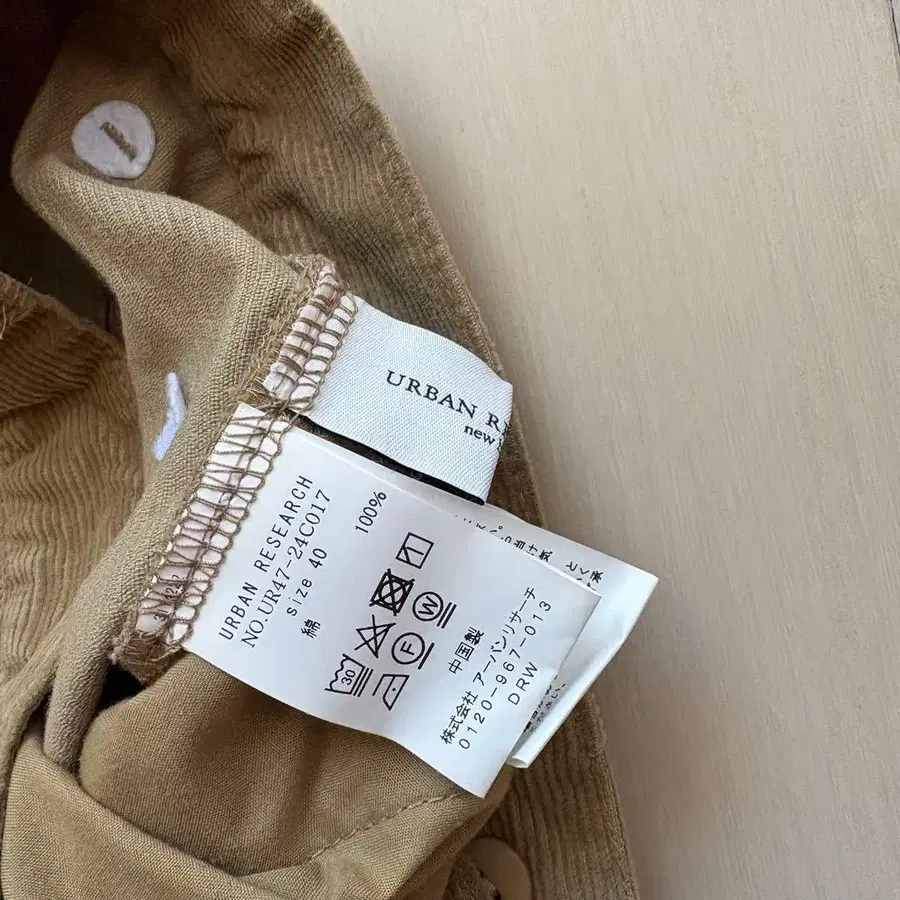 URBAN R
new
URBAN RESEARCH
NO.UR47-24C017
size 40
綿 100%
30
F W
中国製
株式会社 アーバンリサーチ
0120-967-013
DRW